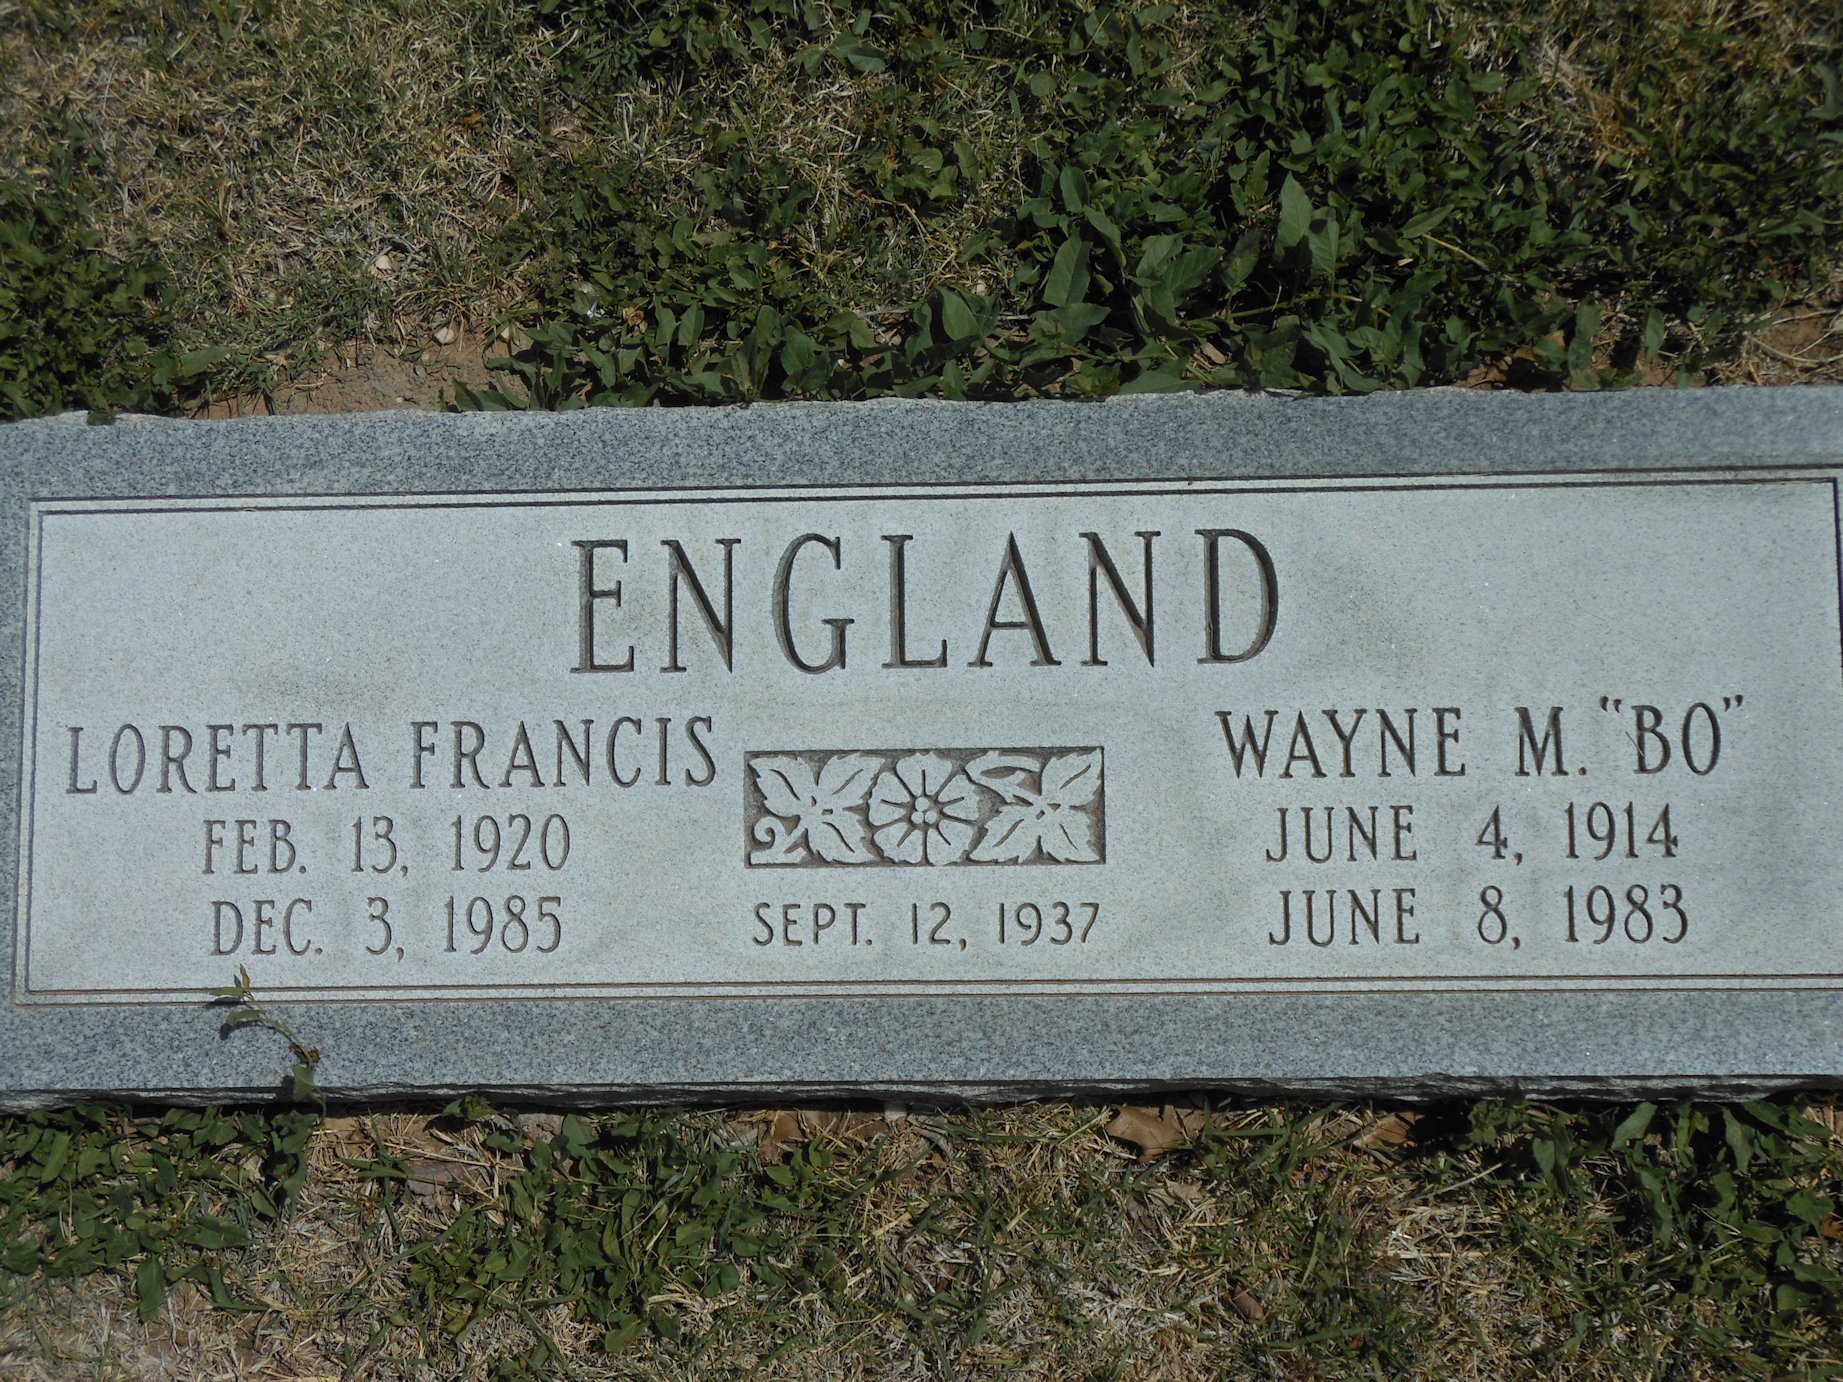 ENGLAND
LORETTA FRANCIS
FEB. 13, 1920
DEC. 3, 1985
SEPT. 12, 1937
WAYNE M. "BO"
JUNE 4, 1914
JUNE 8, 1983